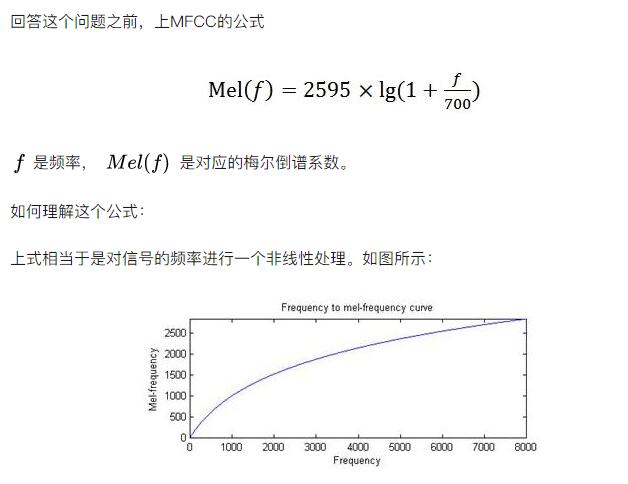 回答这个问题之前，上MFCC的公式
Mel(f) = 2595 × lg(1 + f/700)
f 是频率， Mel(f) 是对应的梅尔倒谱系数。
如何理解这个公式：
上式相当于是对信号的频率进行一个非线性处理。如图所示：
Frequency to mel-frequency curve
2500
2000
1500
1000
500
0
Mel-frequency
0 1000 2000 3000 4000 5000 6000 7000 8000
Frequency